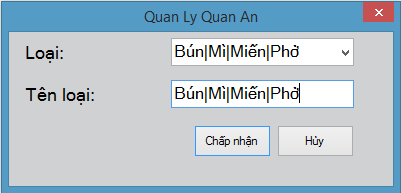 Quan Ly Quan An
Loại: Bún|Mì|Miến|Phở
Tên loại: Bún|Mì|Miến|Phở
Chấp nhận Hủy